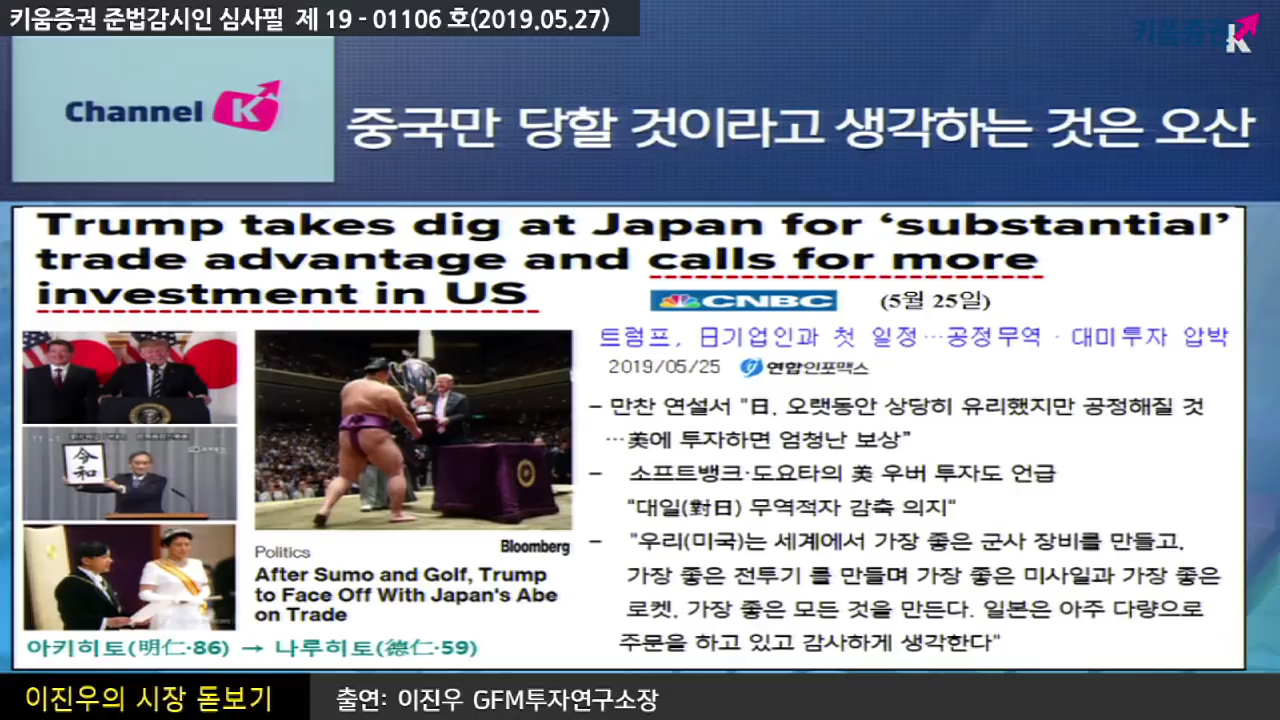 키움증권 준법감시인 심사필 제 19 - 01106 호(2019.05.27)
키움증권
Channel K
중국만 당할 것이라고 생각하는 것은 오산
Trump takes dig at Japan for ‘substantial’
trade advantage and calls for more
investment in US
CNBC (5월 25일)
트럼프, 日기업인과 첫 일정…공정무역 · 대미투자 압박
2019/05/25 연합인포맥스
– 만찬 연설서 "日, 오랫동안 상당히 유리했지만 공정해질 것
…美에 투자하면 엄청난 보상"
– 소프트뱅크·도요타의 美 우버 투자도 언급
"대일(對日) 무역적자 감축 의지"
– "우리(미국)는 세계에서 가장 좋은 군사 장비를 만들고,
가장 좋은 전투기 를 만들며 가장 좋은 미사일과 가장 좋은
로켓, 가장 좋은 모든 것을 만든다. 일본은 아주 다량으로
주문을 하고 있고 감사하게 생각한다"
令和
Politics
Bloomberg
After Sumo and Golf, Trump
to Face Off With Japan's Abe
on Trade
아키히토(明仁·86) → 나루히토(德仁·59)
이진우의 시장 돋보기
출연: 이진우 GFM투자연구소장